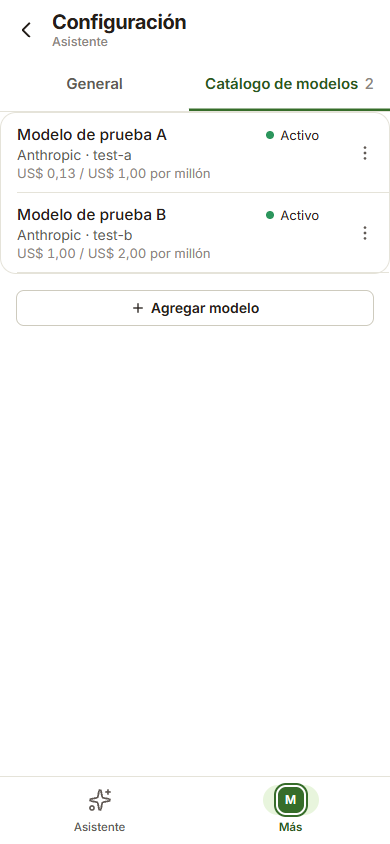 Configuración
Asistente
General
Catálogo de modelos 2
Modelo de prueba A
Activo
Anthropic · test-a
US$ 0,13 / US$ 1,00 por millón
Modelo de prueba B
Activo
Anthropic · test-b
US$ 1,00 / US$ 2,00 por millón
+ Agregar modelo
M
Asistente
Más